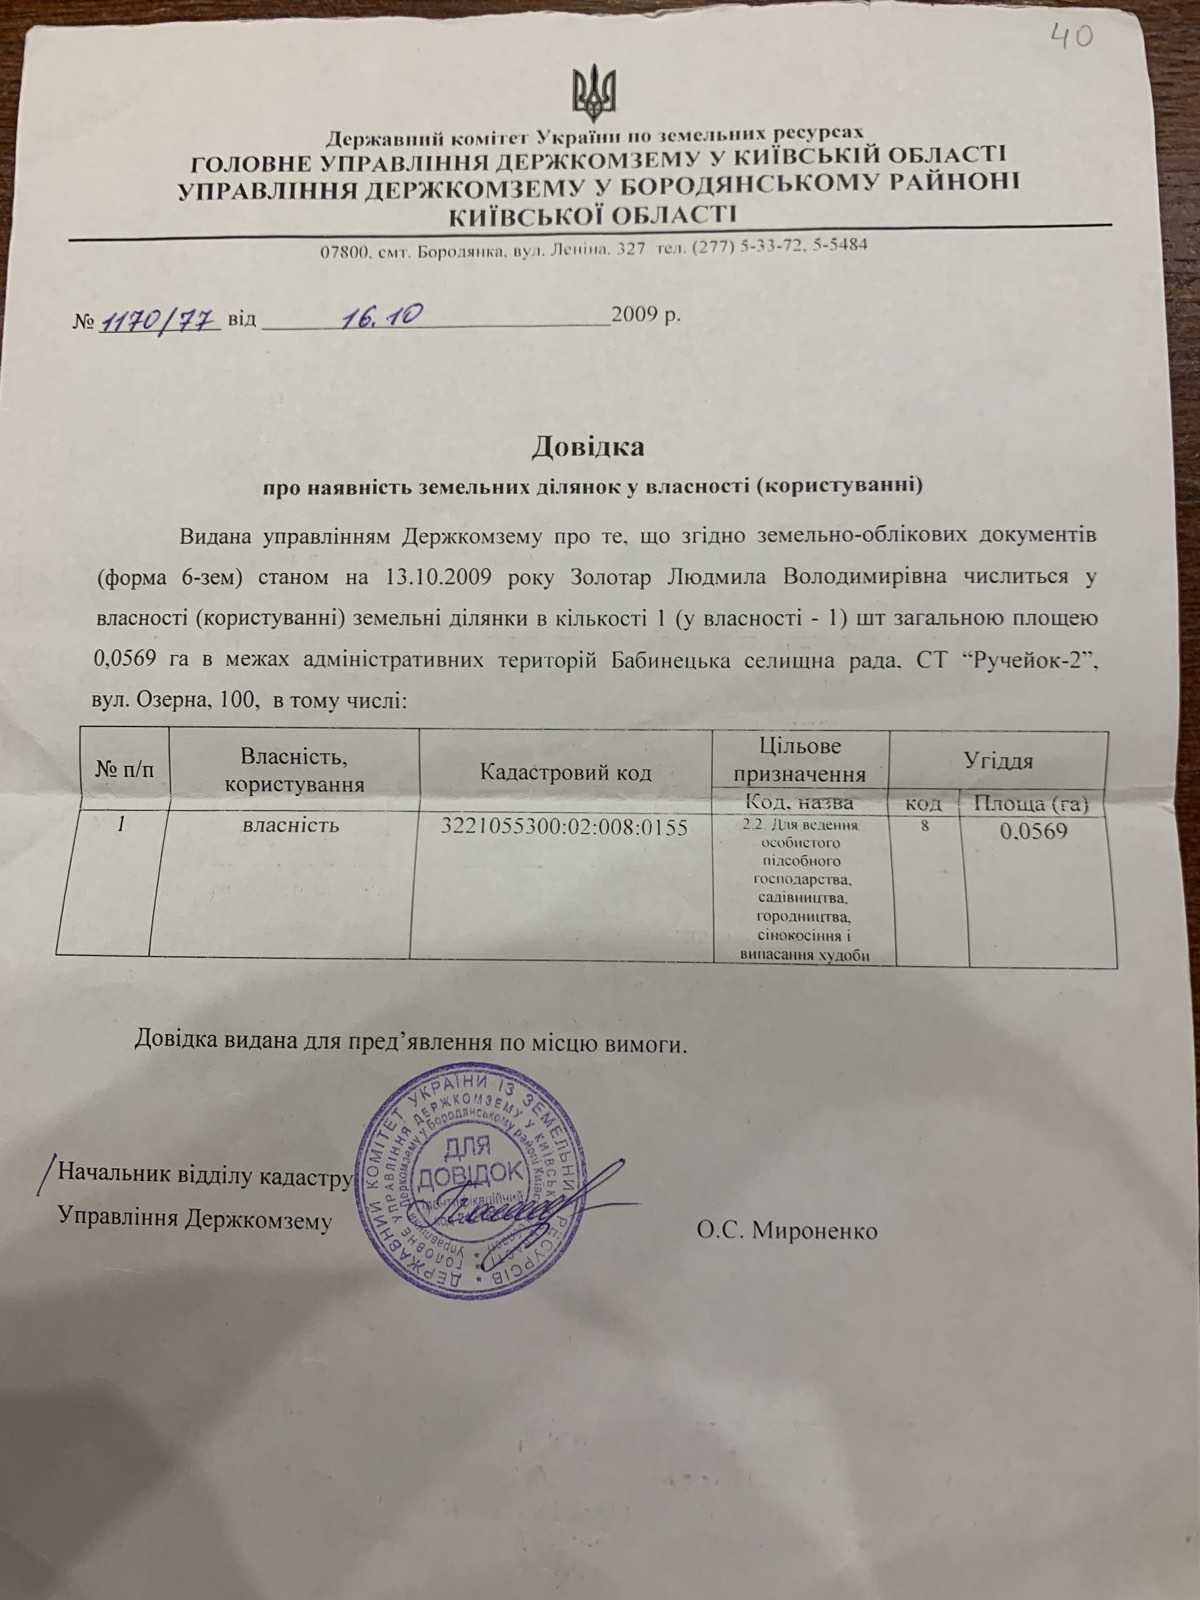 40
Державний комітет України по земельних ресурсах
ГОЛОВНЕ УПРАВЛІННЯ ДЕРЖКОМЗЕМУ У КИЇВСЬКІЙ ОБЛАСТІ
УПРАВЛІННЯ ДЕРЖКОМЗЕМУ У БОРОДЯНСЬКОМУ РАЙНОНІ
КИЇВСЬКОЇ ОБЛАСТІ
07800, смт. Бородянка, вул. Леніна, 327 тел. (277) 5-33-72, 5-5484
№ 1170/77 від 16.10 2009 р.
Довідка
про наявність земельних ділянок у власності (користуванні)
Видана управлінням Держкомзему про те, що згідно земельно-облікових документів
(форма 6-зем) станом на 13.10.2009 року Золотар Людмила Володимирівна числиться у
власності (користуванні) земельні ділянки в кількості 1 (у власності - 1) шт загальною площею
0,0569 га в межах адміністративних територій Бабинецька селищна рада, СТ “Ручейок-2”,
вул. Озерна, 100, в тому числі:
№ п/п
Власність,
користування
Кадастровий код
Цільове
призначення
Угіддя
Код, назва
код
Площа (га)
1
власність
3221055300:02:008:0155
2.2. Для ведення
особистого
підсобного
господарства,
садівництва,
городництва,
сінокосіння і
випасання худоби
8
0,0569
Довідка видана для пред’явлення по місцю вимоги.
ДЕРЖАВНИЙ КОМІТЕТ УКРАЇНИ ІЗ ЗЕМЕЛЬНИХ РЕСУРСІВ
ГОЛОВНЕ УПРАВЛІННЯ ДЕРЖКОМЗЕМУ У КИЇВСЬКІЙ
Управління Держкомзему у Бородянському районі
ДЛЯ
ДОВІДОК
Ідентифікаційний
код
Начальник відділу кадастру
Управління Держкомзему
О.С. Мироненко